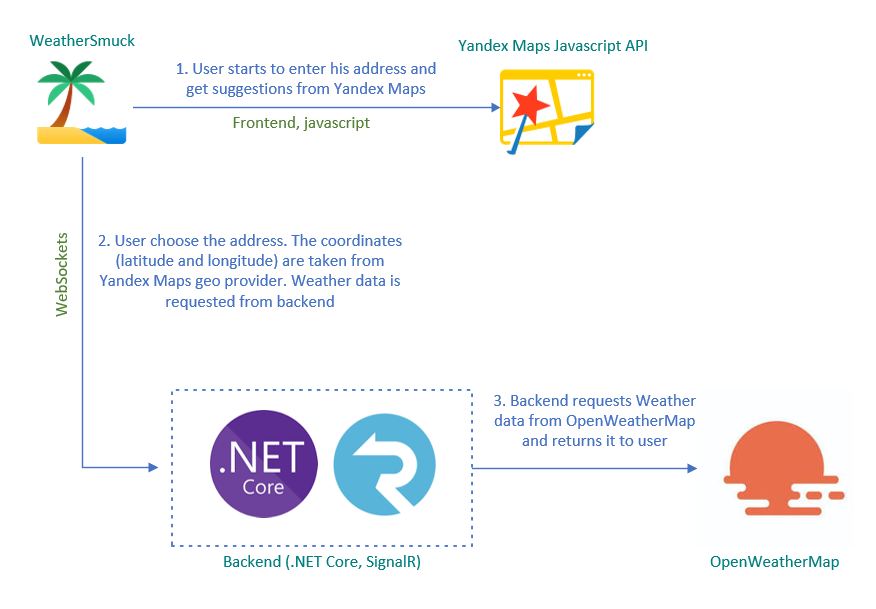 WeatherSmuck
Yandex Maps Javascript API
1. User starts to enter his address and
get suggestions from Yandex Maps
Frontend, javascript
WebSockets
2. User choose the address. The coordinates
(latitude and longitude) are taken from
Yandex Maps geo provider. Weather data is
requested from backend
3. Backend requests Weather
data from OpenWeatherMap
and returns it to user
.NET
Core
Backend (.NET Core, SignalR)
OpenWeatherMap